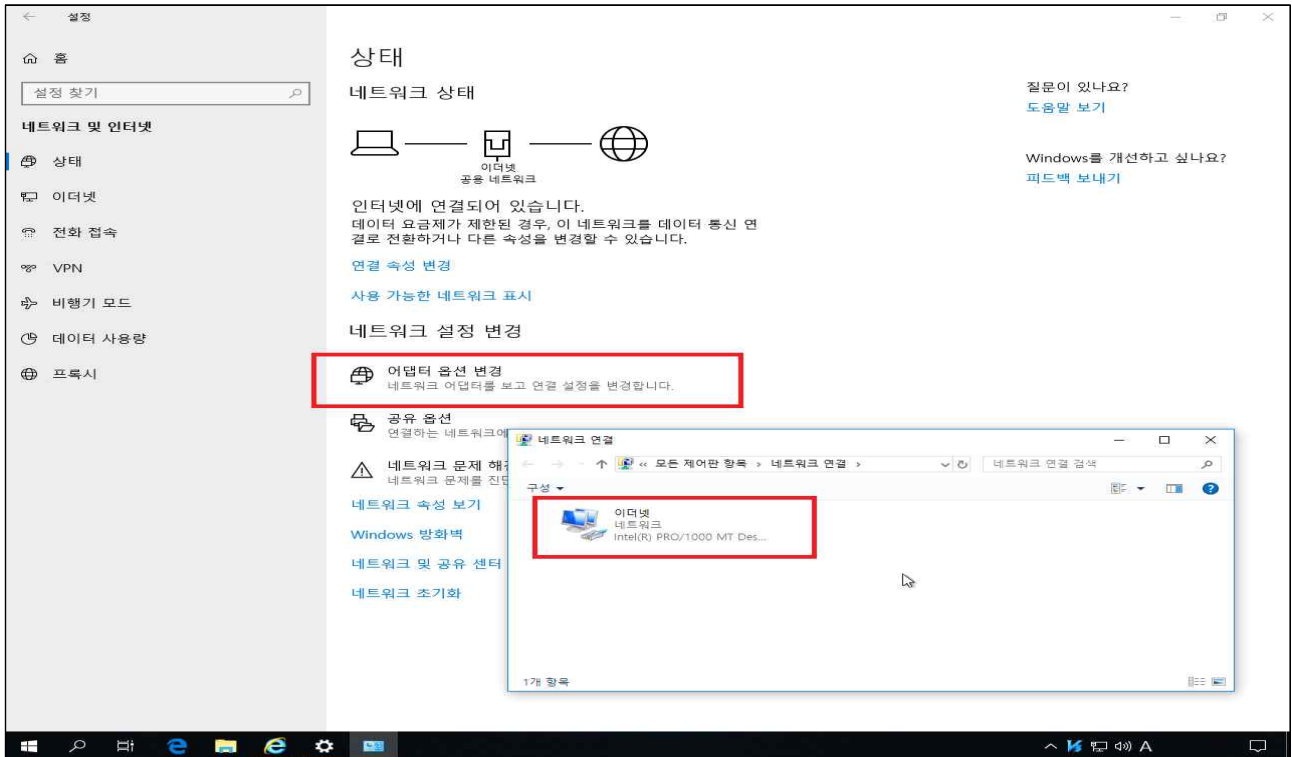 설정
홈
설정 찾기
네트워크 및 인터넷
상태
이더넷
전화 접속
VPN
비행기 모드
데이터 사용량
프록시
상태
네트워크 상태
이더넷
공용 네트워크
인터넷에 연결되어 있습니다.
데이터 요금제가 제한된 경우, 이 네트워크를 데이터 통신 연
결로 전환하거나 다른 속성을 변경할 수 있습니다.
연결 속성 변경
사용 가능한 네트워크 표시
네트워크 설정 변경
어댑터 옵션 변경
네트워크 어댑터를 보고 연결 설정을 변경합니다.
공유 옵션
연결하는 네트워크에
네트워크 문제 해
네트워크 문제를 진단
네트워크 속성 보기
Windows 방화벽
네트워크 및 공유 센터
네트워크 초기화
질문이 있나요?
도움말 보기
Windows를 개선하고 싶나요?
피드백 보내기
네트워크 연결
« 모든 제어판 항목 › 네트워크 연결 ›
네트워크 연결 검색
구성
이더넷
네트워크
Intel(R) PRO/1000 MT Des...
1개 항목
A